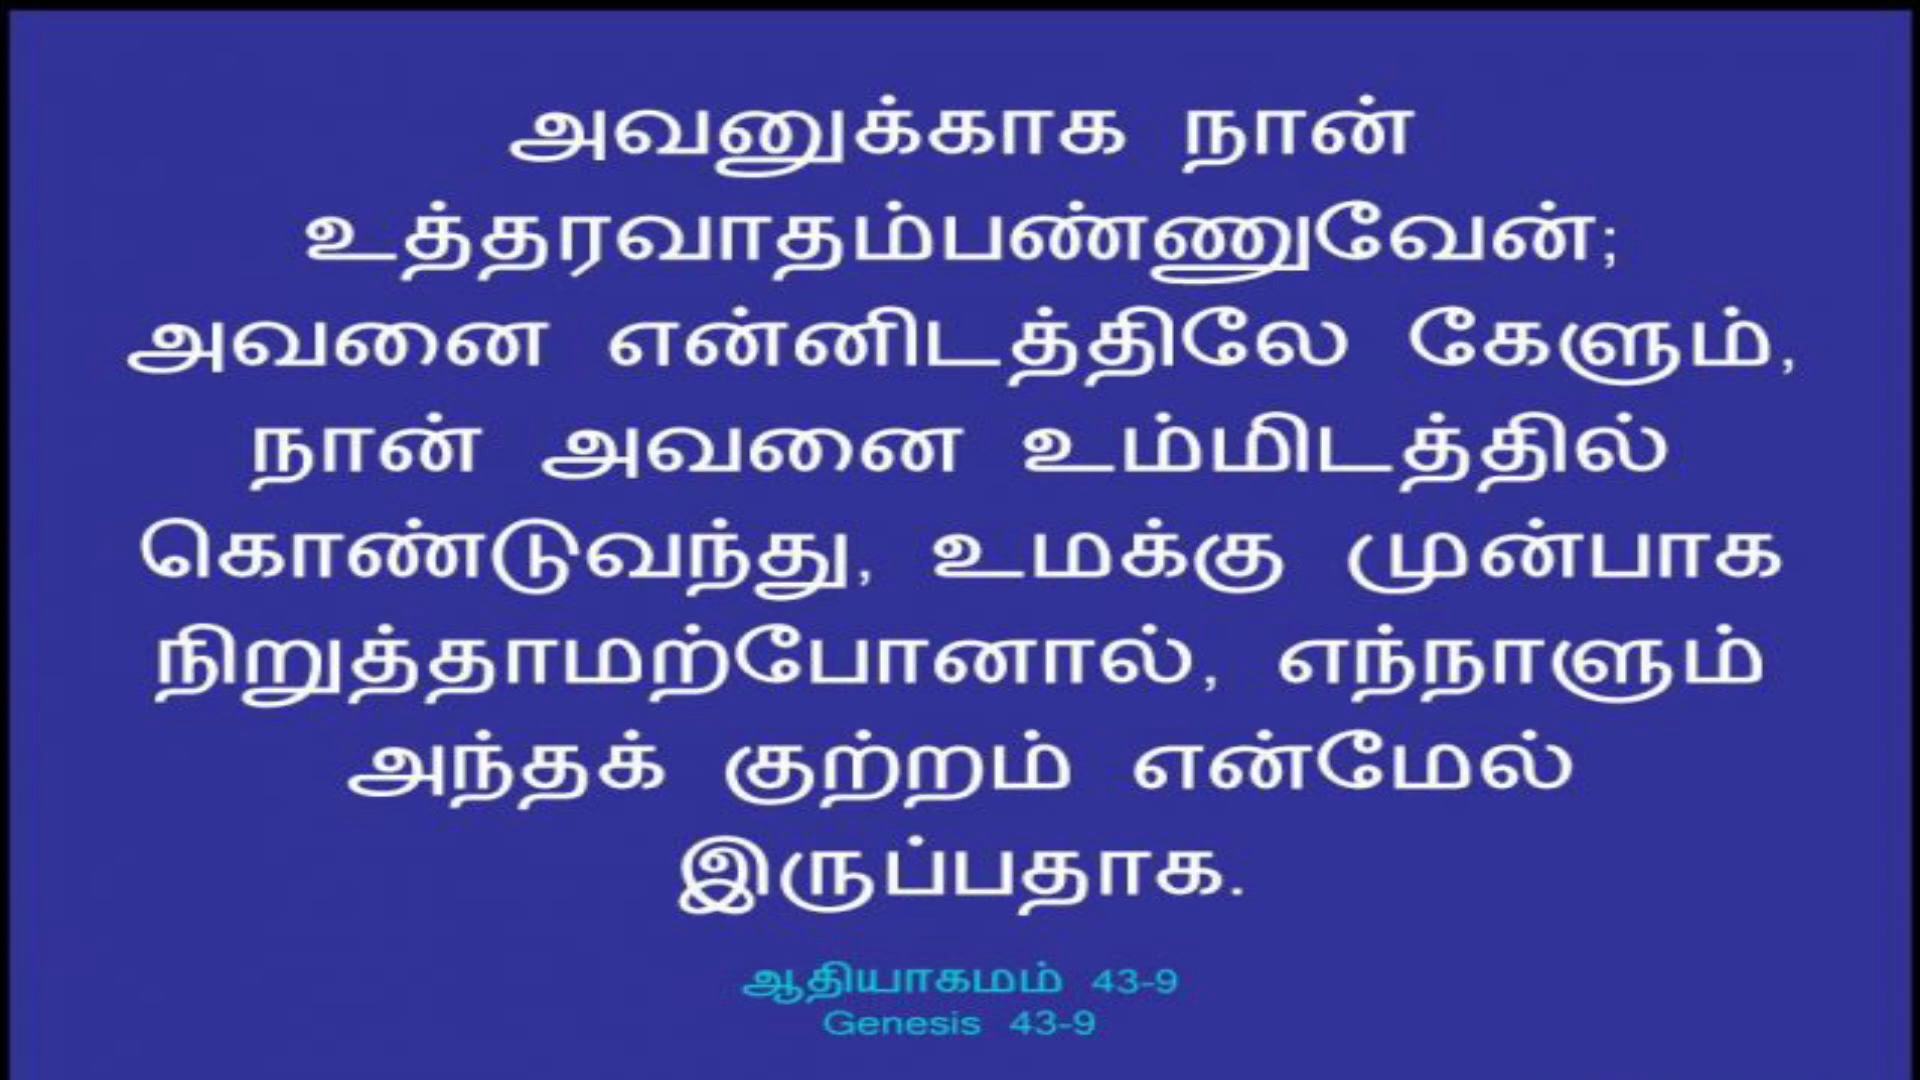 அவனுக்காக நான்
உத்தரவாதம்பண்ணுவேன்;
அவனை என்னிடத்திலே கேளும்,
நான் அவனை உம்மிடத்தில்
கொண்டுவந்து, உமக்கு முன்பாக
நிறுத்தாமற்போனால், எந்நாளும்
அந்தக் குற்றம் என்மேல்
இருப்பதாக.
ஆதியாகமம் 43-9
Genesis 43-9